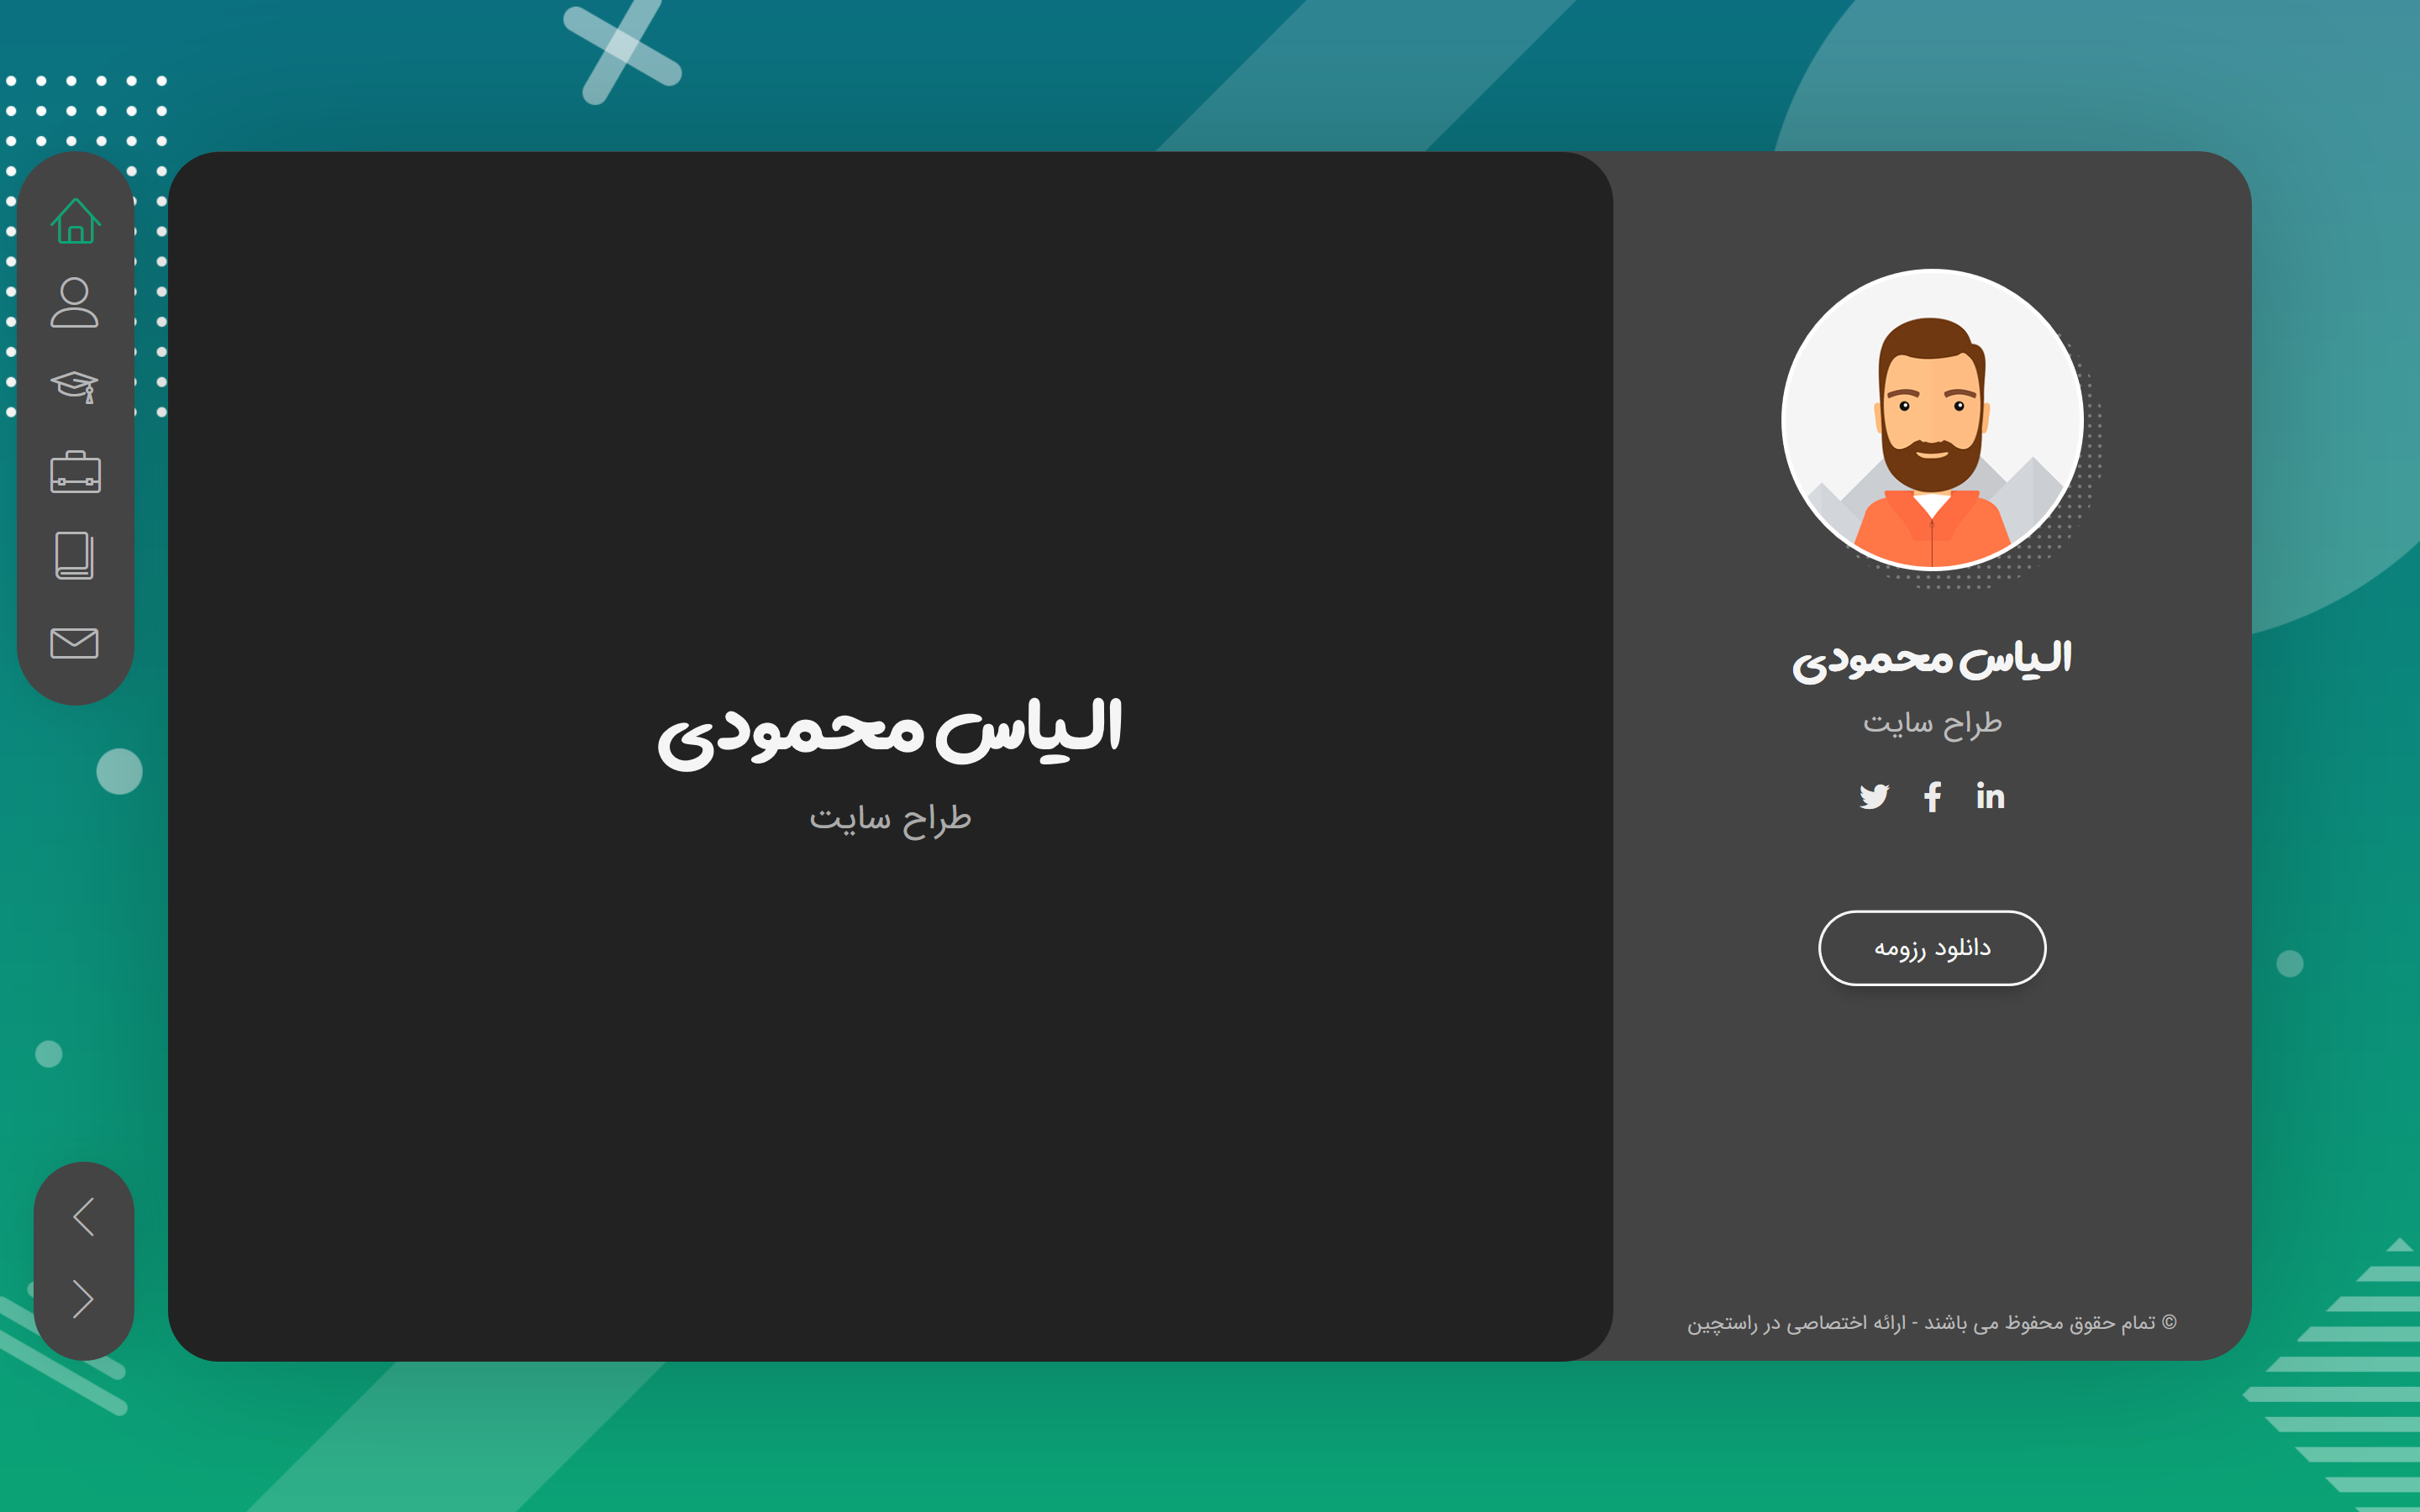 الیاس محمودی
طراح سایت
الیاس محمودی
طراح سایت
دانلود رزومه
© تمام حقوق محفوظ می باشند - ارائه اختصاصی در راستچین